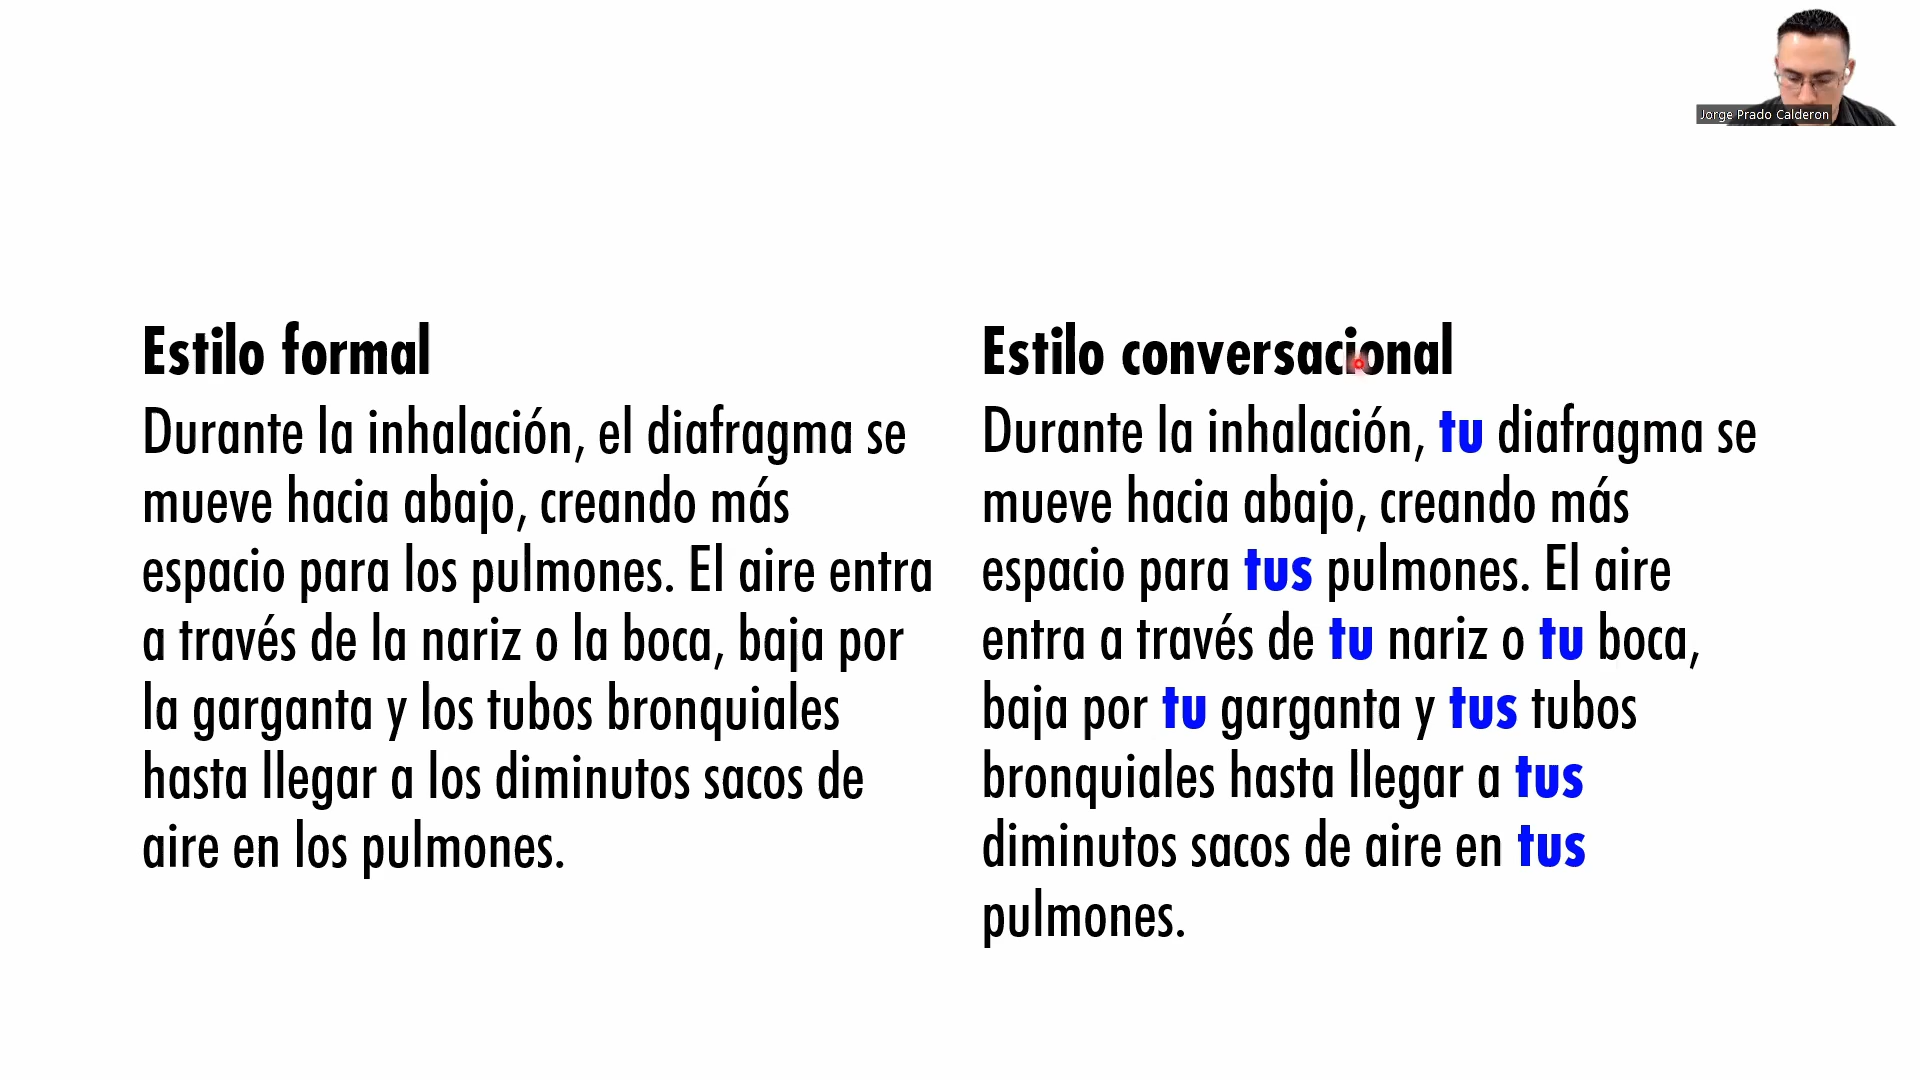 Jorge Prado Calderon
Estilo formal
Durante la inhalación, el diafragma se
mueve hacia abajo, creando más
espacio para los pulmones. El aire entra
a través de la nariz o la boca, baja por
la garganta y los tubos bronquiales
hasta llegar a los diminutos sacos de
aire en los pulmones.
Estilo conversacional
Durante la inhalación, tu diafragma se
mueve hacia abajo, creando más
espacio para tus pulmones. El aire
entra a través de tu nariz o tu boca,
baja por tu garganta y tus tubos
bronquiales hasta llegar a tus
diminutos sacos de aire en tus
pulmones.